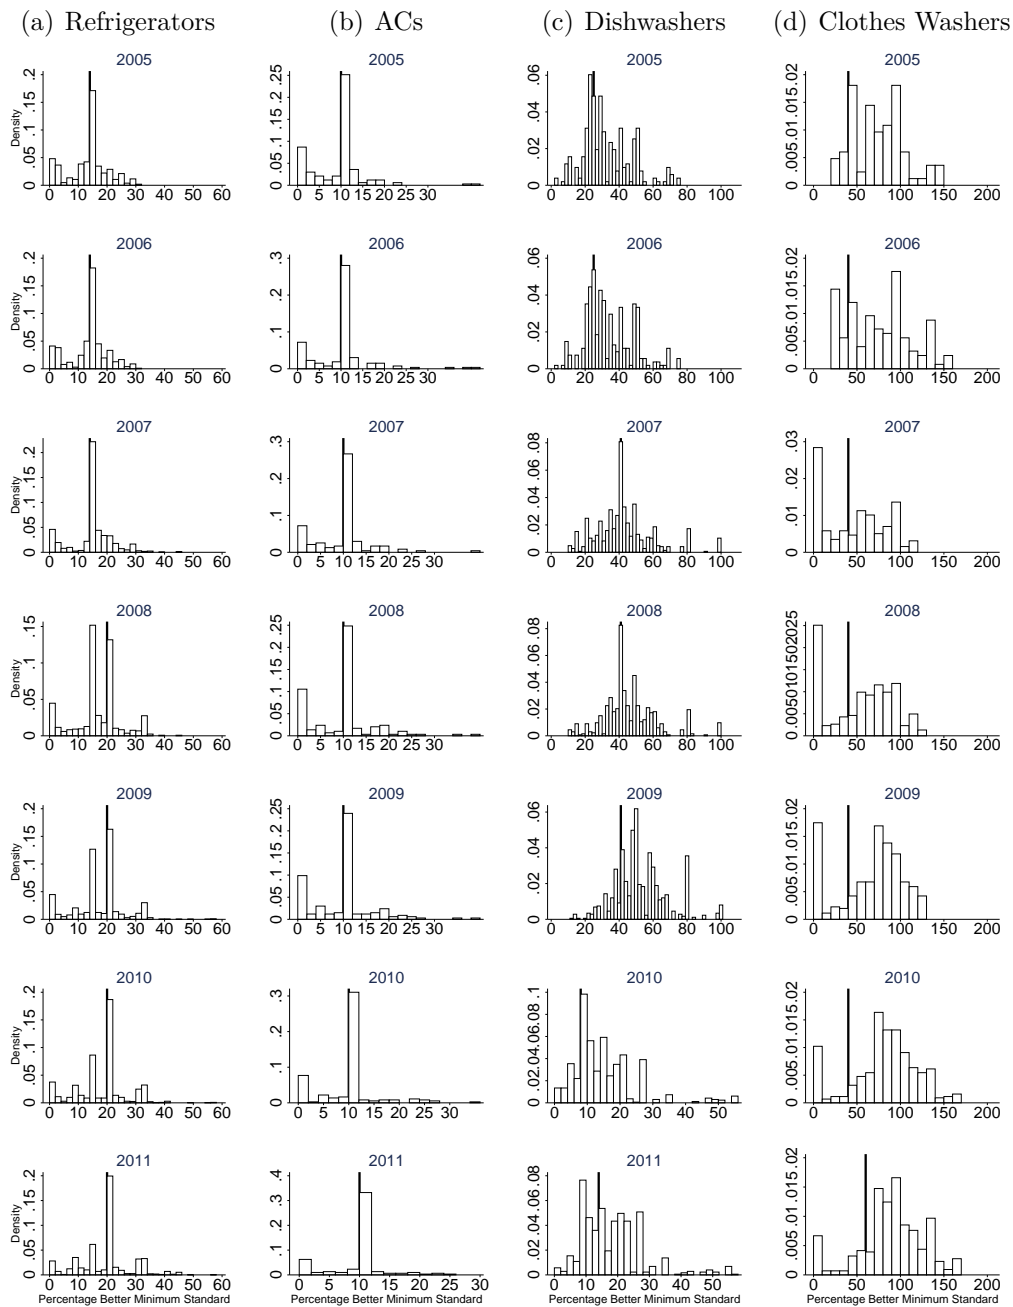 (a) Refrigerators (b) ACs (c) Dishwashers (d) Clothes Washers
2005 2005 2005 2005
Density
0 .05 .1 .15 .2
0 .05 .1 .15 .25
0 .02 .04 .06
0 .005 .01 .015 .02
0 10 20 30 40 50 60
0 5 10 15 20 25 30
0 20 40 60 80 100
0 50 100 150 200
2006 2006 2006 2006
Density
0 .05 .1 .15 .2
0 .1 .2 .3
0 .02 .04 .06
0 .005 .01 .015 .02
0 10 20 30 40 50 60
0 5 10 15 20 25 30
0 20 40 60 80 100
0 50 100 150 200
2007 2007 2007 2007
Density
0 .05 .1 .15 .2
0 .1 .2 .3
0 .02 .04 .06 .08
0 .01 .02 .03
0 10 20 30 40 50 60
0 5 10 15 20 25 30
0 20 40 60 80 100
0 50 100 150 200
2008 2008 2008 2008
Density
0 .05 .1 .15
0 .05 .1 .15 .25
0 .02 .04 .06 .08
0 .005 .01 .015 .02 .025
0 10 20 30 40 50 60
0 5 10 15 20 25 30
0 20 40 60 80 100
0 50 100 150 200
2009 2009 2009 2009
Density
0 .05 .1 .15 .2
0 .05 .1 .15 .25
0 .02 .04 .06
0 .005 .01 .015 .02
0 10 20 30 40 50 60
0 5 10 15 20 25 30
0 20 40 60 80 100
0 50 100 150 200
2010 2010 2010 2010
Density
0 .05 .1 .15 .2
0 .1 .2 .3
0 .02 .04 .06 .08 .1
0 .005 .01 .015 .02
0 10 20 30 40 50 60
0 5 10 15 20 25 30
0 10 20 30 40 50
0 50 100 150 200
2011 2011 2011 2011
Density
0 .05 .1 .15 .2
0 .1 .2 .3 .4
0 .02 .04 .06 .08
0 .005 .01 .015 .02
0 10 20 30 40 50 60
0 5 10 15 20 25 30
0 10 20 30 40 50
0 50 100 150 200
Percentage Better Minimum Standard Percentage Better Minimum Standard Percentage Better Minimum Standard Percentage Better Minimum Standard